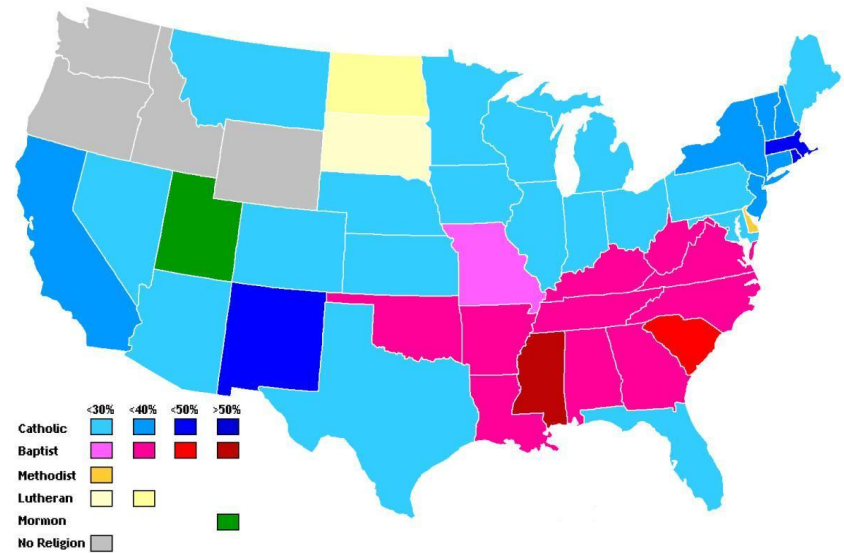 <30% <40% <50% >50%
Catholic
Baptist
Methodist
Lutheran
Mormon
No Religion